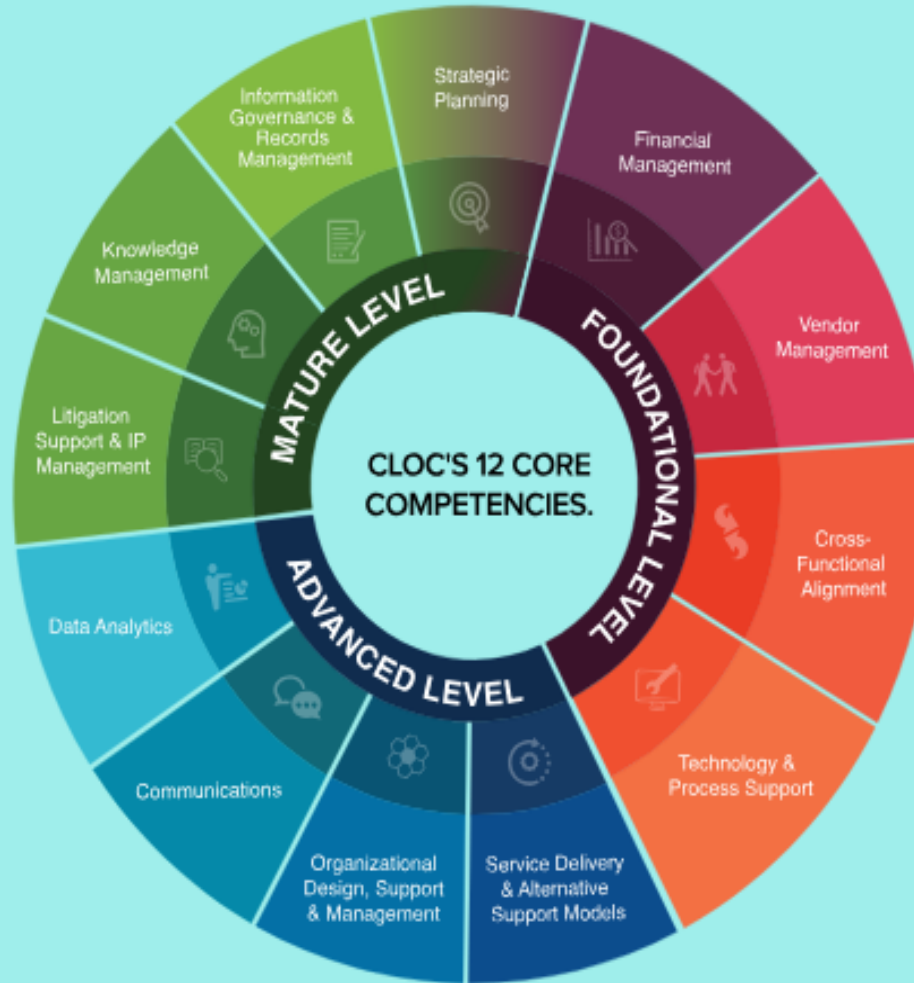 CLOC'S 12 CORE
COMPETENCIES.
FOUNDATIONAL LEVEL
Strategic
Planning
Financial
Management
Vendor
Management
Cross-
Functional
Alignment
Technology &
Process Support
ADVANCED LEVEL
Service Delivery
& Alternative
Support Models
Organizational
Design, Support
& Management
Communications
Data Analytics
MATURE LEVEL
Litigation
Support & IP
Management
Knowledge
Management
Information
Governance &
Records
Management